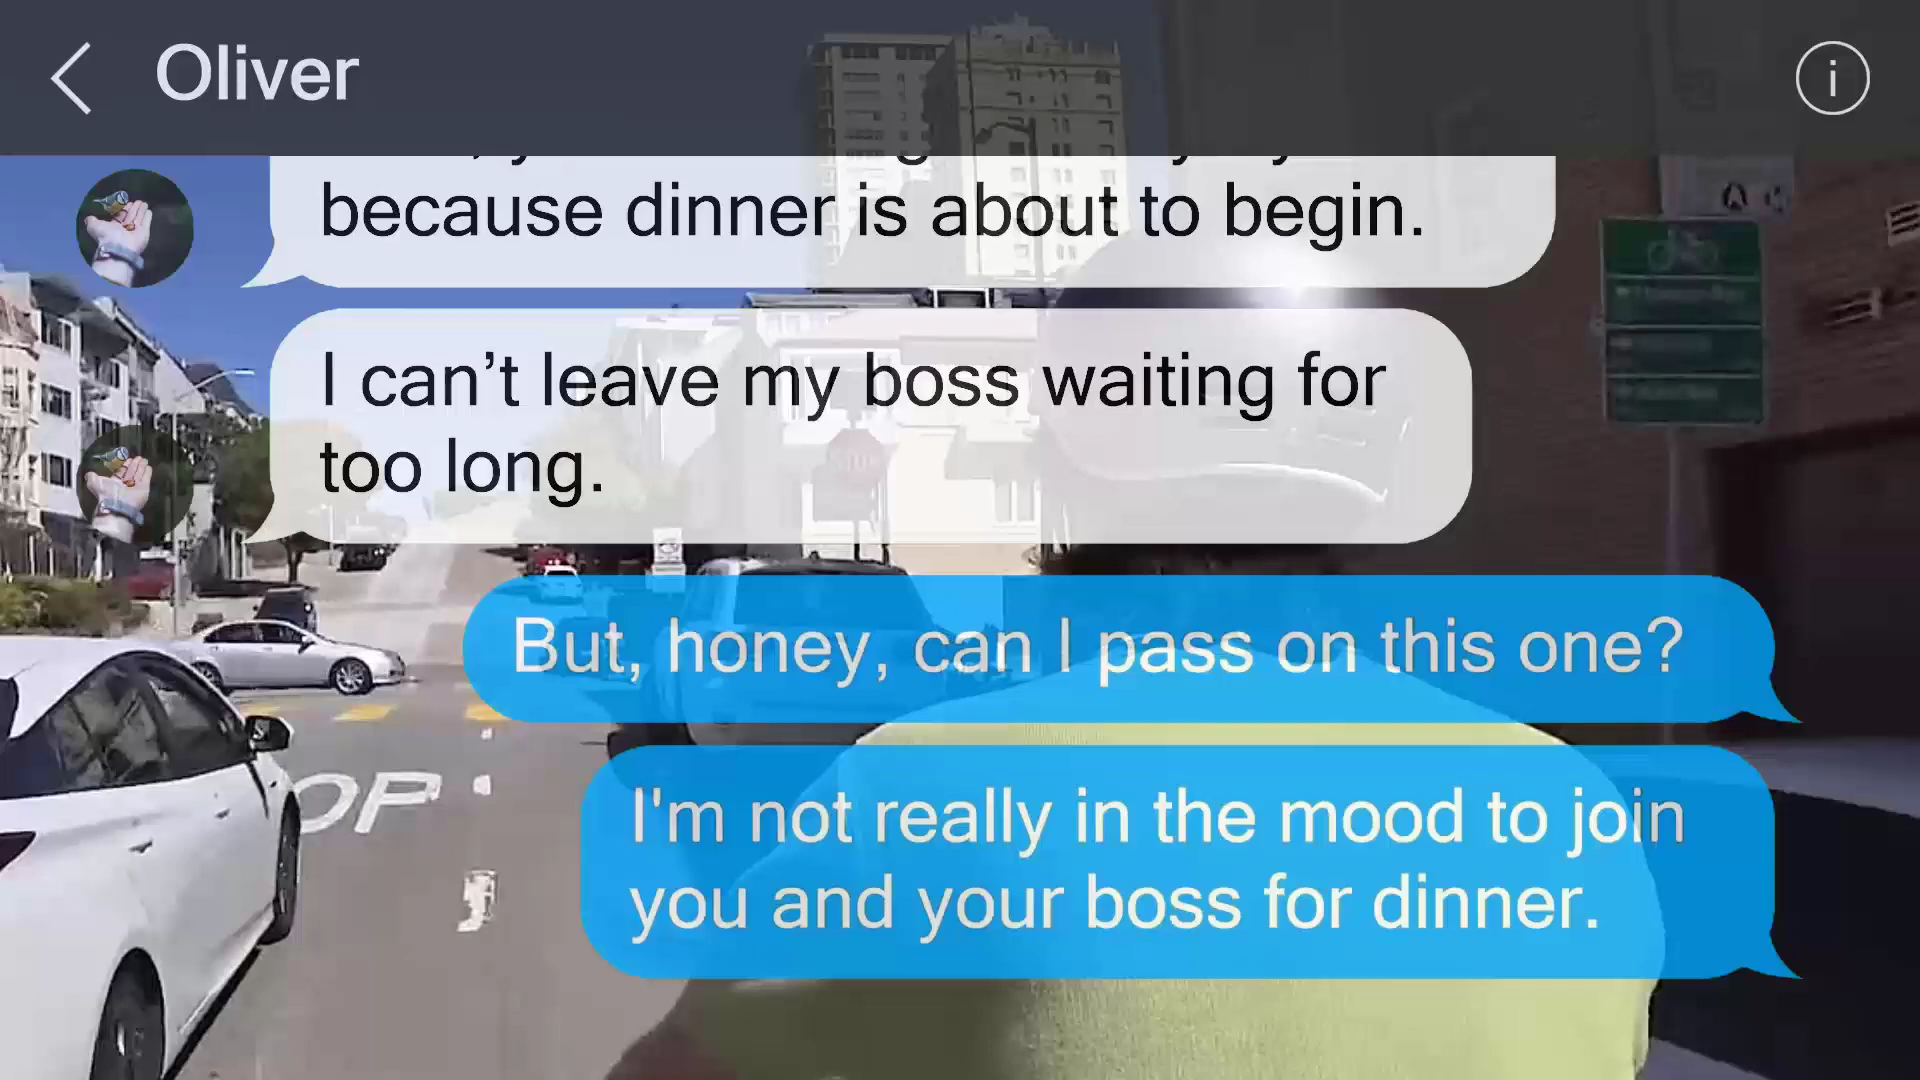 Oliver
because dinner is about to begin.
I can’t leave my boss waiting for
too long.
But, honey, can I pass on this one?
I'm not really in the mood to join
you and your boss for dinner.
OP